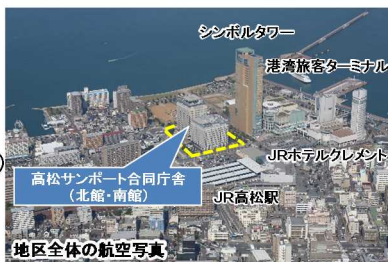 シンボルタワー
港湾旅客ターミナル
)
JRホテルクレメント
高松サンポート合同庁舎
(北館・南館)
JR高松駅
地区全体の航空写真